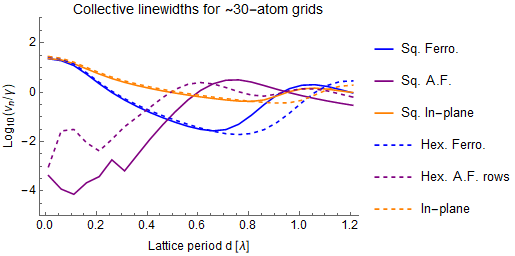 Collective linewidths for ~30-atom grids
Log10(νn/γ)
2
0
-2
-4
0.0 0.2 0.4 0.6 0.8 1.0 1.2
Lattice period d [λ]
Sq. Ferro.
Sq. A.F.
Sq. In-plane
Hex. Ferro.
Hex. A.F. rows
In-plane